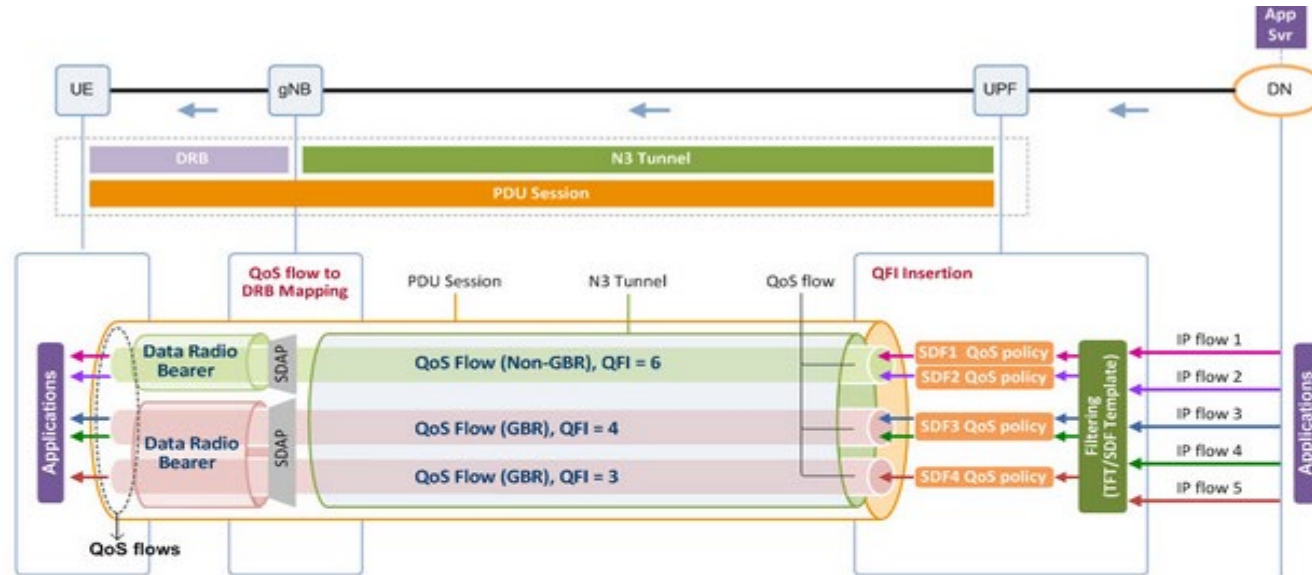 App
Svr
UE
gNB
UPF
DN
DRB
N3 Tunnel
PDU Session
QoS flow to
DRB Mapping
PDU Session
N3 Tunnel
QoS flow
QFI Insertion
Applications
Data Radio
Bearer
SDAP
QoS Flow (Non-GBR), QFI = 6
SDF1 QoS policy
SDF2 QoS policy
Data Radio
Bearer
SDAP
QoS Flow (GBR), QFI = 4
QoS Flow (GBR), QFI = 3
SDF3 QoS policy
SDF4 QoS policy
Filtering
(TFT/SDF Template)
IP flow 1
IP flow 2
IP flow 3
IP flow 4
IP flow 5
Applications
QoS flows